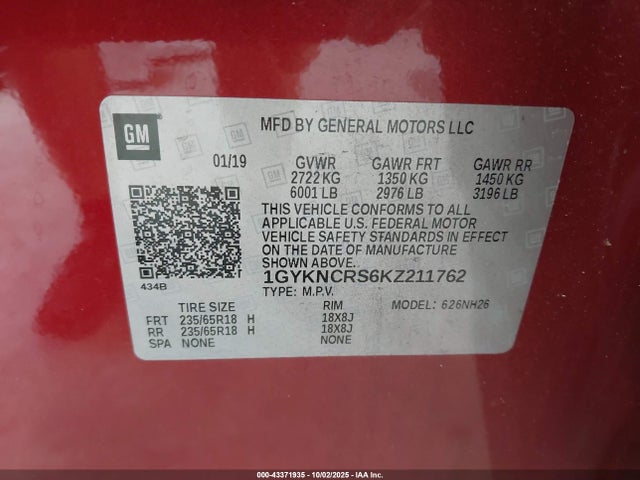 GM
MFD BY GENERAL MOTORS LLC
01/19 GVWR GAWR FRT GAWR RR
2722 KG 1350 KG 1450 KG
6001 LB 2976 LB 3196 LB
THIS VEHICLE CONFORMS TO ALL
APPLICABLE U.S. FEDERAL MOTOR
VEHICLE SAFETY STANDARDS IN EFFECT
ON THE DATE OF MANUFACTURE
SHOWN ABOVE.
434B
1GYKNCRS6KZ211762
TYPE: M.P.V. MODEL: 626NH26
TIRE SIZE RIM
FRT 235/65R18 H 18X8J
RR 235/65R18 H 18X8J
SPA NONE NONE
000-43371935 - 10/02/2025 - IAA Inc.